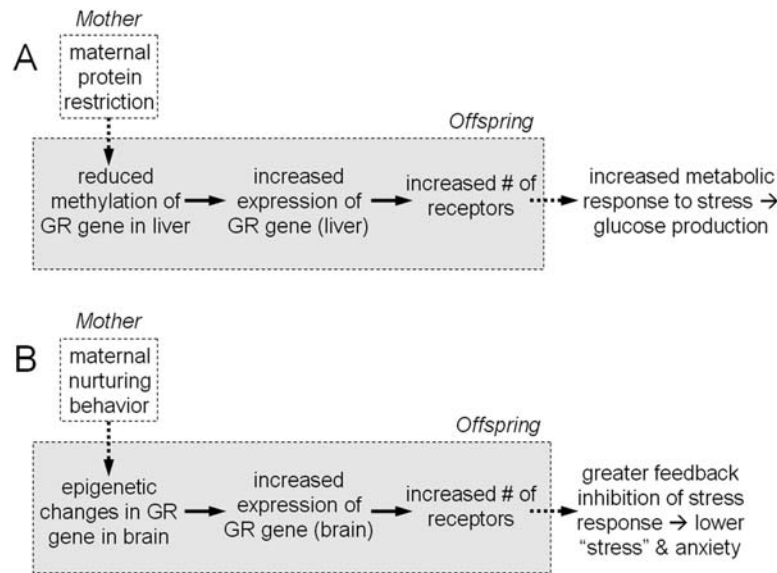 Mother
A
maternal
protein
restriction
Offspring
reduced
methylation of
GR gene in liver
increased
expression of
GR gene (liver)
increased # of
receptors
increased metabolic
response to stress →
glucose production
Mother
B
maternal
nurturing
behavior
Offspring
epigenetic
changes in GR
gene in brain
increased
expression of
GR gene (brain)
increased # of
receptors
greater feedback
inhibition of stress
response → lower
“stress” & anxiety